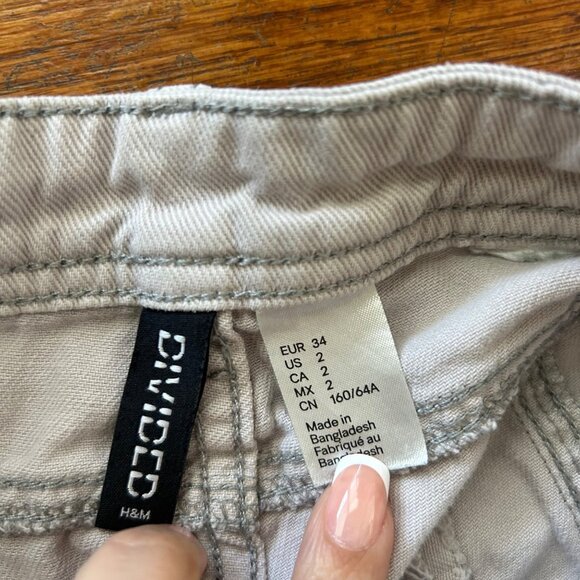 DIVIDED
H&M
EUR 34
US 2
CA 2
MX 2
CN 160/64A
Made in
Bangladesh
Fabriqué au
Bangladesh